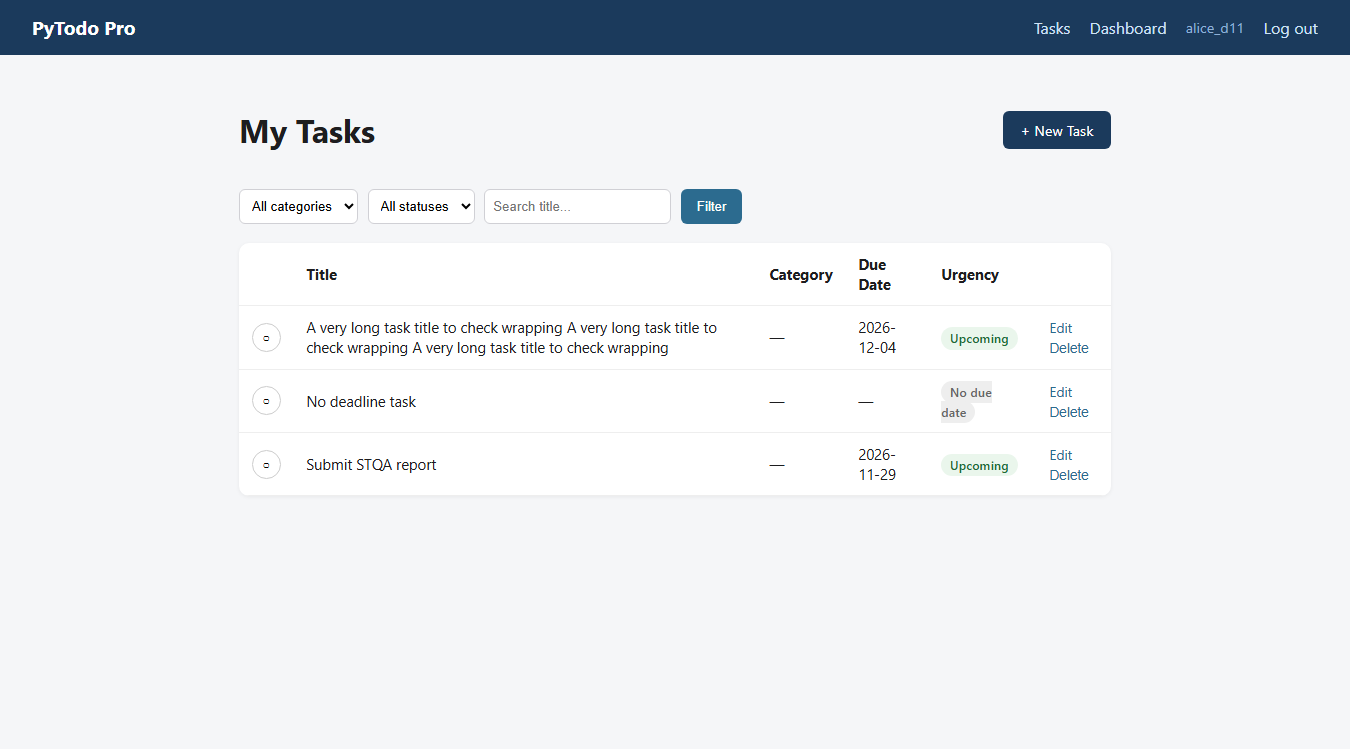 PyTodo Pro
Tasks Dashboard alice_d11 Log out
My Tasks
+ New Task
All categories All statuses Search title... Filter
Title Category Due Date Urgency
A very long task title to check wrapping A very long task title to
check wrapping A very long task title to check wrapping
—
2026-
12-04
Upcoming
Edit
Delete
No deadline task
—
—
No due
date
Edit
Delete
Submit STQA report
—
2026-
11-29
Upcoming
Edit
Delete